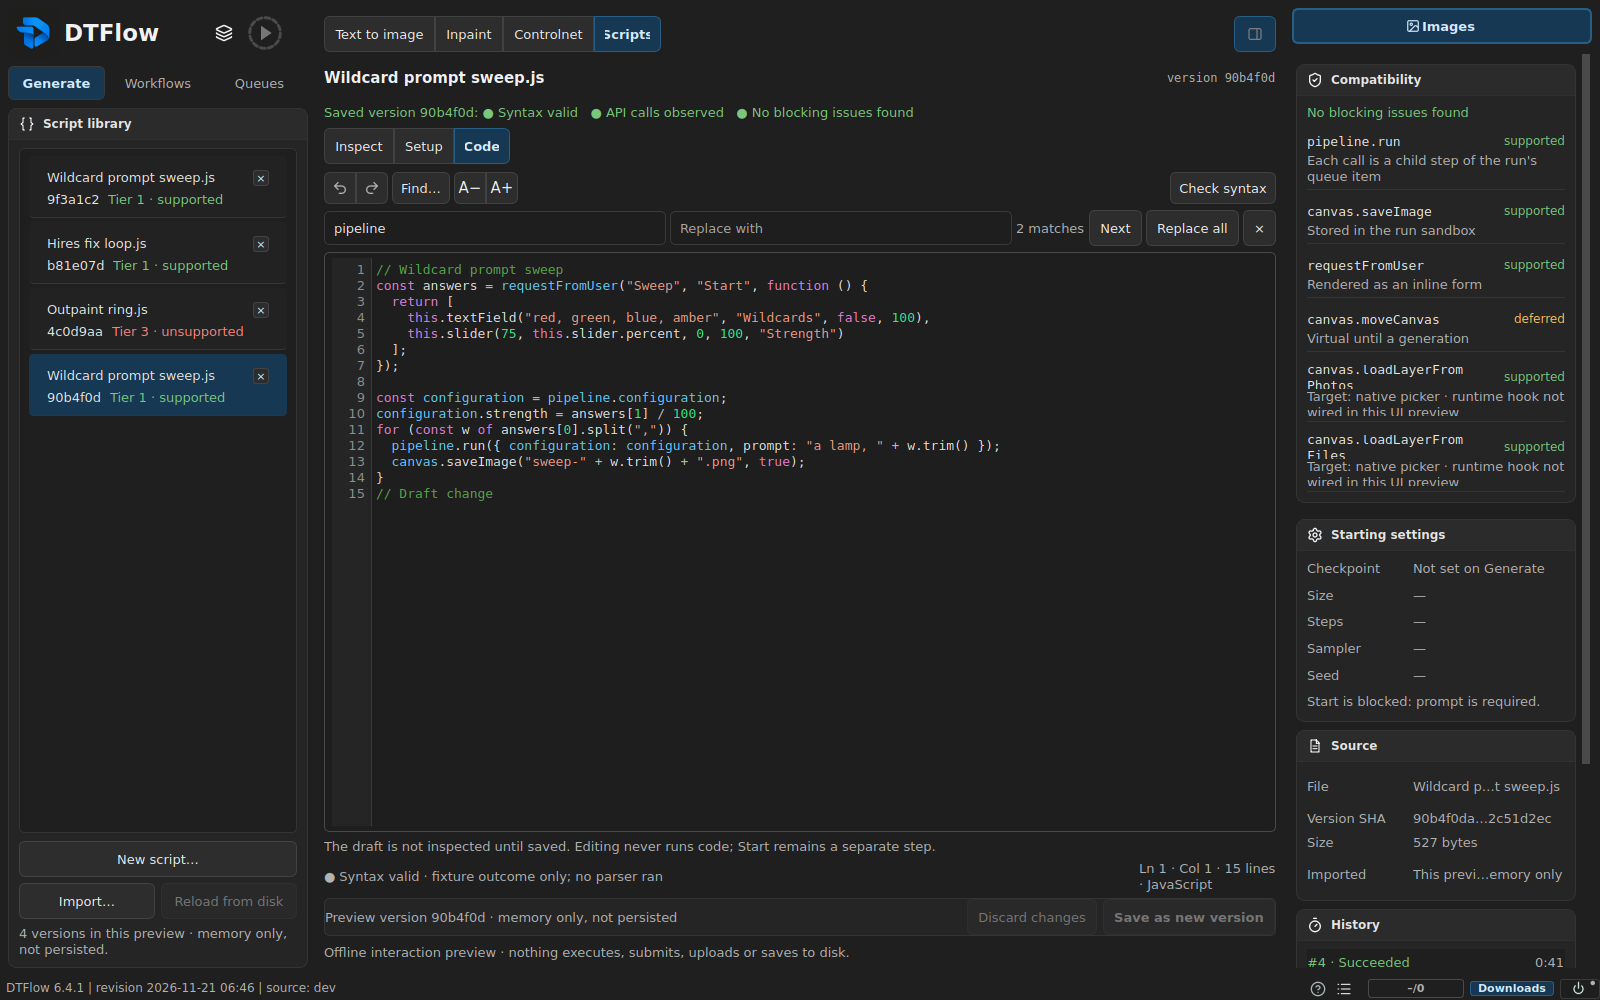 DTFlow
Generate
Workflows
Queues
Script library
Wildcard prompt sweep.js
9f3a1c2 Tier 1 · supported
Hires fix loop.js
b81e07d Tier 1 · supported
Outpaint ring.js
4c0d9aa Tier 3 · unsupported
Wildcard prompt sweep.js
90b4f0d Tier 1 · supported
New script...
Import...
Reload from disk
4 versions in this preview · memory only,
not persisted.
Text to image
Inpaint
Controlnet
Scripts
Wildcard prompt sweep.js
version 90b4f0d
Saved version 90b4f0d: ● Syntax valid ● API calls observed ● No blocking issues found
Inspect
Setup
Code
Find...
A−
A+
Check syntax
pipeline
Replace with
2 matches
Next
Replace all
×
1 // Wildcard prompt sweep
2 const answers = requestFromUser("Sweep", "Start", function () {
3 return [
4 this.textField("red, green, blue, amber", "Wildcards", false, 100),
5 this.slider(75, this.slider.percent, 0, 100, "Strength")
6 ];
7 });
8
9 const configuration = pipeline.configuration;
10 configuration.strength = answers[1] / 100;
11 for (const w of answers[0].split(",")) {
12 pipeline.run({ configuration: configuration, prompt: "a lamp, " + w.trim() });
13 canvas.saveImage("sweep-" + w.trim() + ".png", true);
14 }
15 // Draft change
The draft is not inspected until saved. Editing never runs code; Start remains a separate step.
● Syntax valid · fixture outcome only; no parser ran
Ln 1 · Col 1 · 15 lines
· JavaScript
Preview version 90b4f0d · memory only, not persisted
Discard changes
Save as new version
Offline interaction preview · nothing executes, submits, uploads or saves to disk.
Images
Compatibility
No blocking issues found
pipeline.run supported
Each call is a child step of the run's
queue item
canvas.saveImage supported
Stored in the run sandbox
requestFromUser supported
Rendered as an inline form
canvas.moveCanvas deferred
Virtual until a generation
canvas.loadLayerFrom
Photos supported
Target: native picker · runtime hook not
wired in this UI preview
canvas.loadLayerFrom
Files supported
Target: native picker · runtime hook not
wired in this UI preview
Starting settings
Checkpoint Not set on Generate
Size —
Steps —
Sampler —
Seed —
Start is blocked: prompt is required.
Source
File Wildcard p...t sweep.js
Version SHA 90b4f0da...2c51d2ec
Size 527 bytes
Imported This previ...emory only
History
#4 · Succeeded 0:41
DTFlow 6.4.1 | revision 2026-11-21 06:46 | source: dev
–/0
Downloads